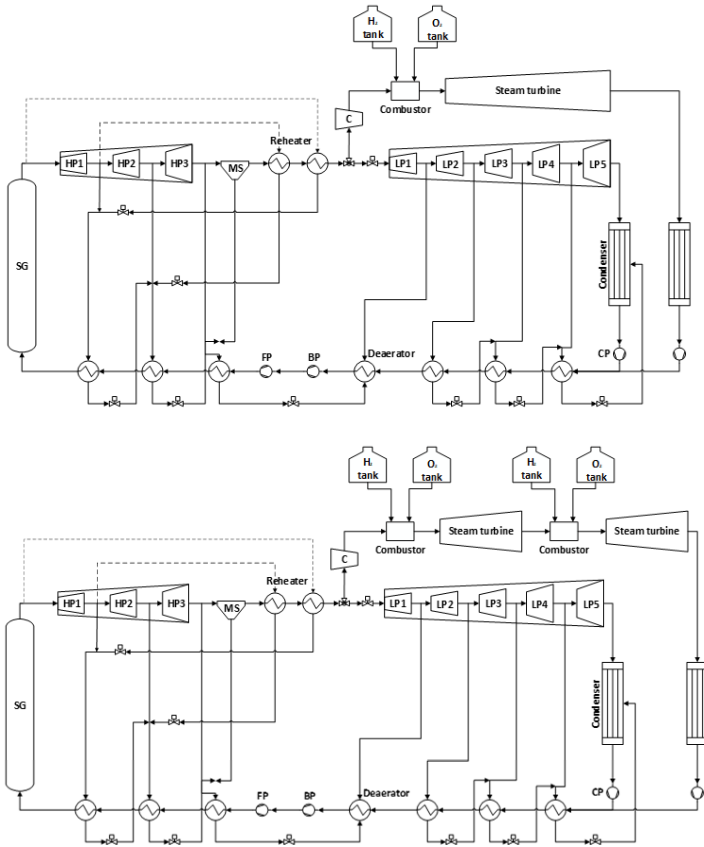 H₂
tank
O₂
tank
Combustor
Steam turbine
C
Reheater
HP1
HP2
HP3
MS
LP1
LP2
LP3
LP4
LP5
SG
Condenser
CP
FP
BP
Deaerator
H₂
tank
O₂
tank
H₂
tank
O₂
tank
Combustor
Steam turbine
Combustor
Steam turbine
C
Reheater
HP1
HP2
HP3
MS
LP1
LP2
LP3
LP4
LP5
SG
Condenser
CP
FP
BP
Deaerator